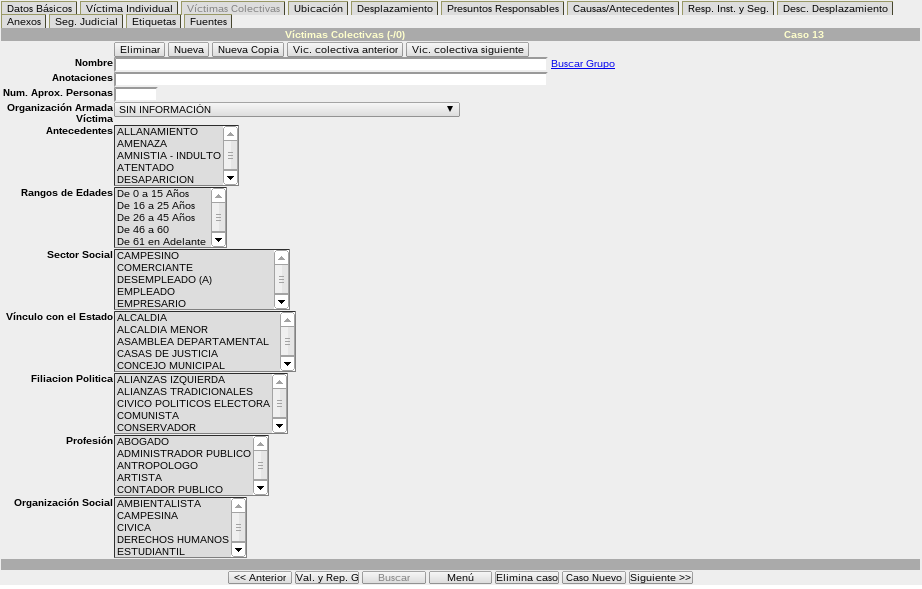 Datos Básicos Víctima Individual Víctimas Colectivas Ubicación Desplazamiento Presuntos Responsables Causas/Antecedentes Resp. Inst. y Seg. Desc. Desplazamiento
Anexos Seg. Judicial Etiquetas Fuentes
Víctimas Colectivas (-/0) Caso 13
Eliminar Nueva Nueva Copia Vic. colectiva anterior Vic. colectiva siguiente
Nombre Buscar Grupo
Anotaciones
Num. Aprox. Personas
Organización Armada Víctima SIN INFORMACIÓN
Antecedentes ALLANAMIENTO
AMENAZA
AMNISTIA - INDULTO
ATENTADO
DESAPARICION
Rangos de Edades De 0 a 15 Años
De 16 a 25 Años
De 26 a 45 Años
De 46 a 60
De 61 en Adelante
Sector Social CAMPESINO
COMERCIANTE
DESEMPLEADO (A)
EMPLEADO
EMPRESARIO
Vínculo con el Estado ALCALDIA
ALCALDIA MENOR
ASAMBLEA DEPARTAMENTAL
CASAS DE JUSTICIA
CONCEJO MUNICIPAL
Filiacion Politica ALIANZAS IZQUIERDA
ALIANZAS TRADICIONALES
CIVICO POLITICOS ELECTORA
COMUNISTA
CONSERVADOR
Profesión ABOGADO
ADMINISTRADOR PUBLICO
ANTROPOLOGO
ARTISTA
CONTADOR PUBLICO
Organización Social AMBIENTALISTA
CAMPESINA
CIVICA
DERECHOS HUMANOS
ESTUDIANTIL
<< Anterior Val. y Rep. G Buscar Menú Elimina caso Caso Nuevo Siguiente >>